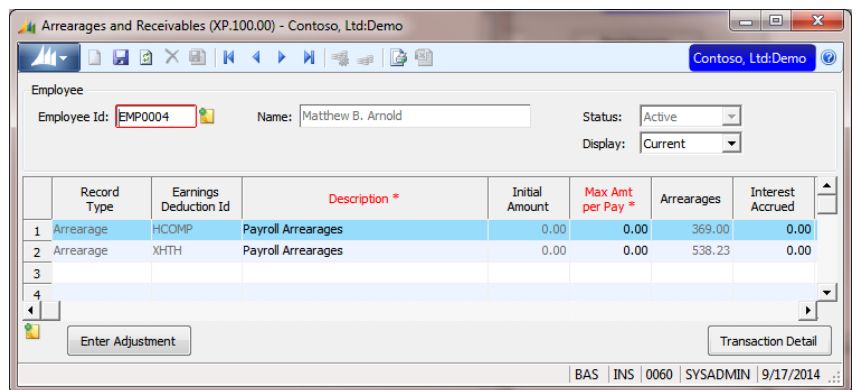 Arrearages and Receivables (XP.100.00) - Contoso, Ltd:Demo
Contoso, Ltd:Demo
Employee
Employee Id: EMP0004 Name: Matthew B. Arnold Status: Active
Display: Current
Record Type Earnings Deduction Id Description * Initial Amount Max Amt per Pay * Arrearages Interest Accrued
1 Arrearage HCOMP Payroll Arrearages 0.00 0.00 369.00 0.00
2 Arrearage XHTH Payroll Arrearages 0.00 0.00 538.23 0.00
3
4
Enter Adjustment Transaction Detail
BAS INS 0060 SYSADMIN 9/17/2014